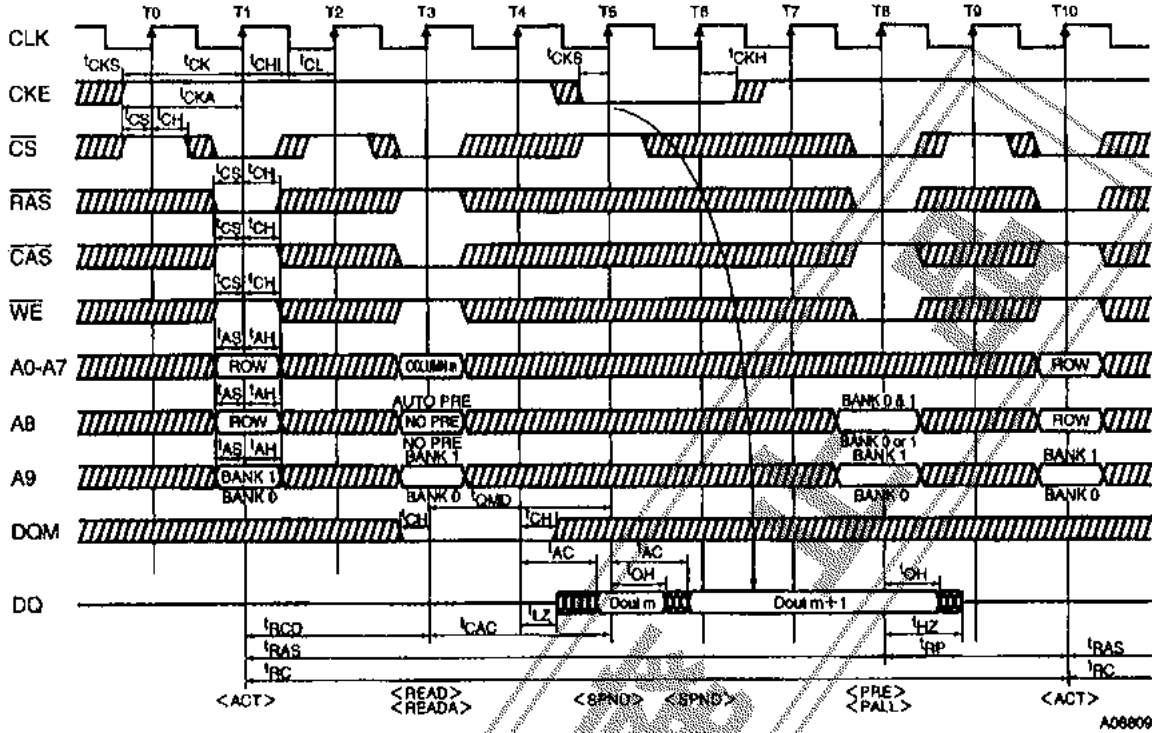 T0 T1 T2 T3 T4 T5 T6 T7 T8 T9 T10
CLK
tCKS tCK tCHI tCL tCKS tCKH
CKE
tCKA
tCS tCH
CS
tCS tCH
RAS
tCS tCH
CAS
tCS tCH
WE
tAS tAH
A0-A7 ROW COLUMN m ROW
tAS tAH AUTO PRE BANK 0 & 1
A8 ROW NO PRE ROW
NO PRE BANK 0 or 1
tAS tAH BANK 1 BANK 1 BANK 1
A9 BANK 1
BANK 0 BANK 0 BANK 0 BANK 0
tQMD
tCH tCH
DQM
tAC tAC
tOH tOH
DQ Dout m Dout m + 1
tLZ tHZ
tRCD tCAC
tRAS tRP tRAS
tRC tRC
<ACT> <READ> <SPND> <SPND> <PRE> <ACT>
<READA> <PALL>
A06809